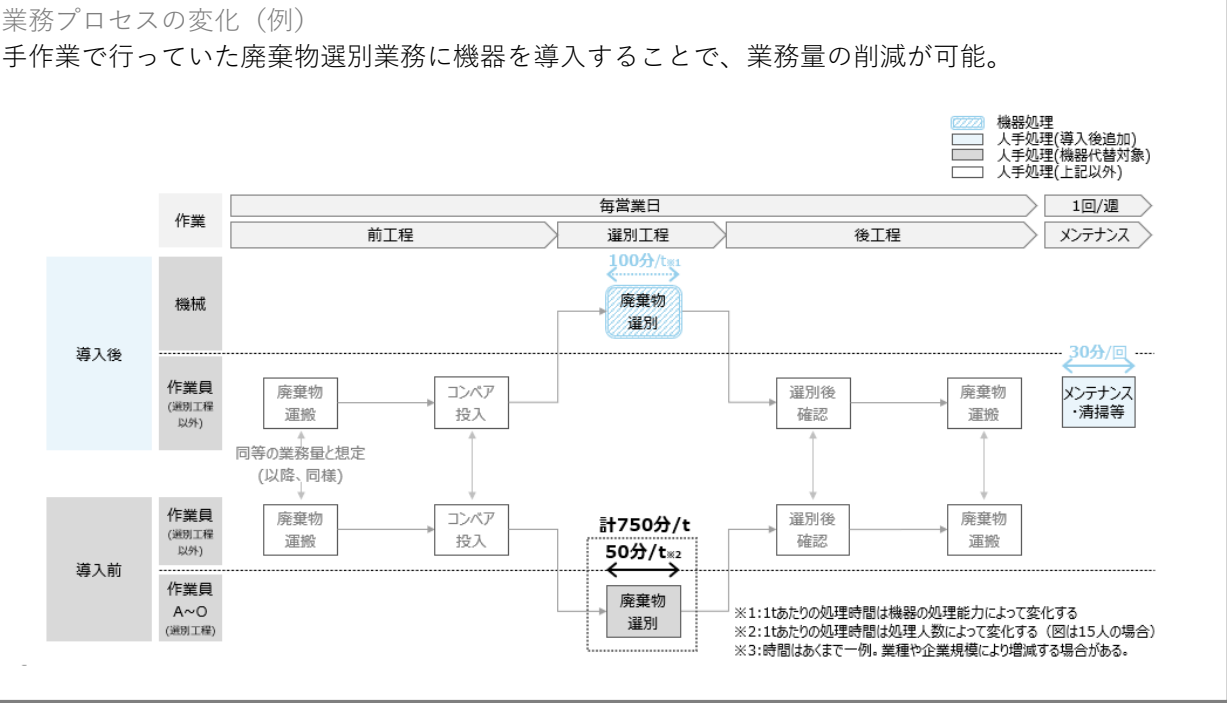 業務プロセスの変化（例）
手作業で行っていた廃棄物選別業務に機器を導入することで、業務量の削減が可能。
機器処理
人手処理(導入後追加)
人手処理(機器代替対象)
人手処理(上記以外)
作業
毎営業日
1回/週
前工程
選別工程
後工程
メンテナンス
導入後
機械
100分/t※1
廃棄物
選別
作業員
(選別工程
以外)
廃棄物
運搬
コンベア
投入
選別後
確認
廃棄物
運搬
30分/回
メンテナンス
・清掃等
同等の業務量と想定
(以降、同様)
導入前
作業員
(選別工程
以外)
廃棄物
運搬
コンベア
投入
選別後
確認
廃棄物
運搬
計750分/t
50分/t※2
作業員
A~O
(選別工程)
廃棄物
選別
※1:1tあたりの処理時間は機器の処理能力によって変化する
※2:1tあたりの処理時間は処理人数によって変化する（図は15人の場合）
※3:時間はあくまで一例。業種や企業規模により増減する場合がある。